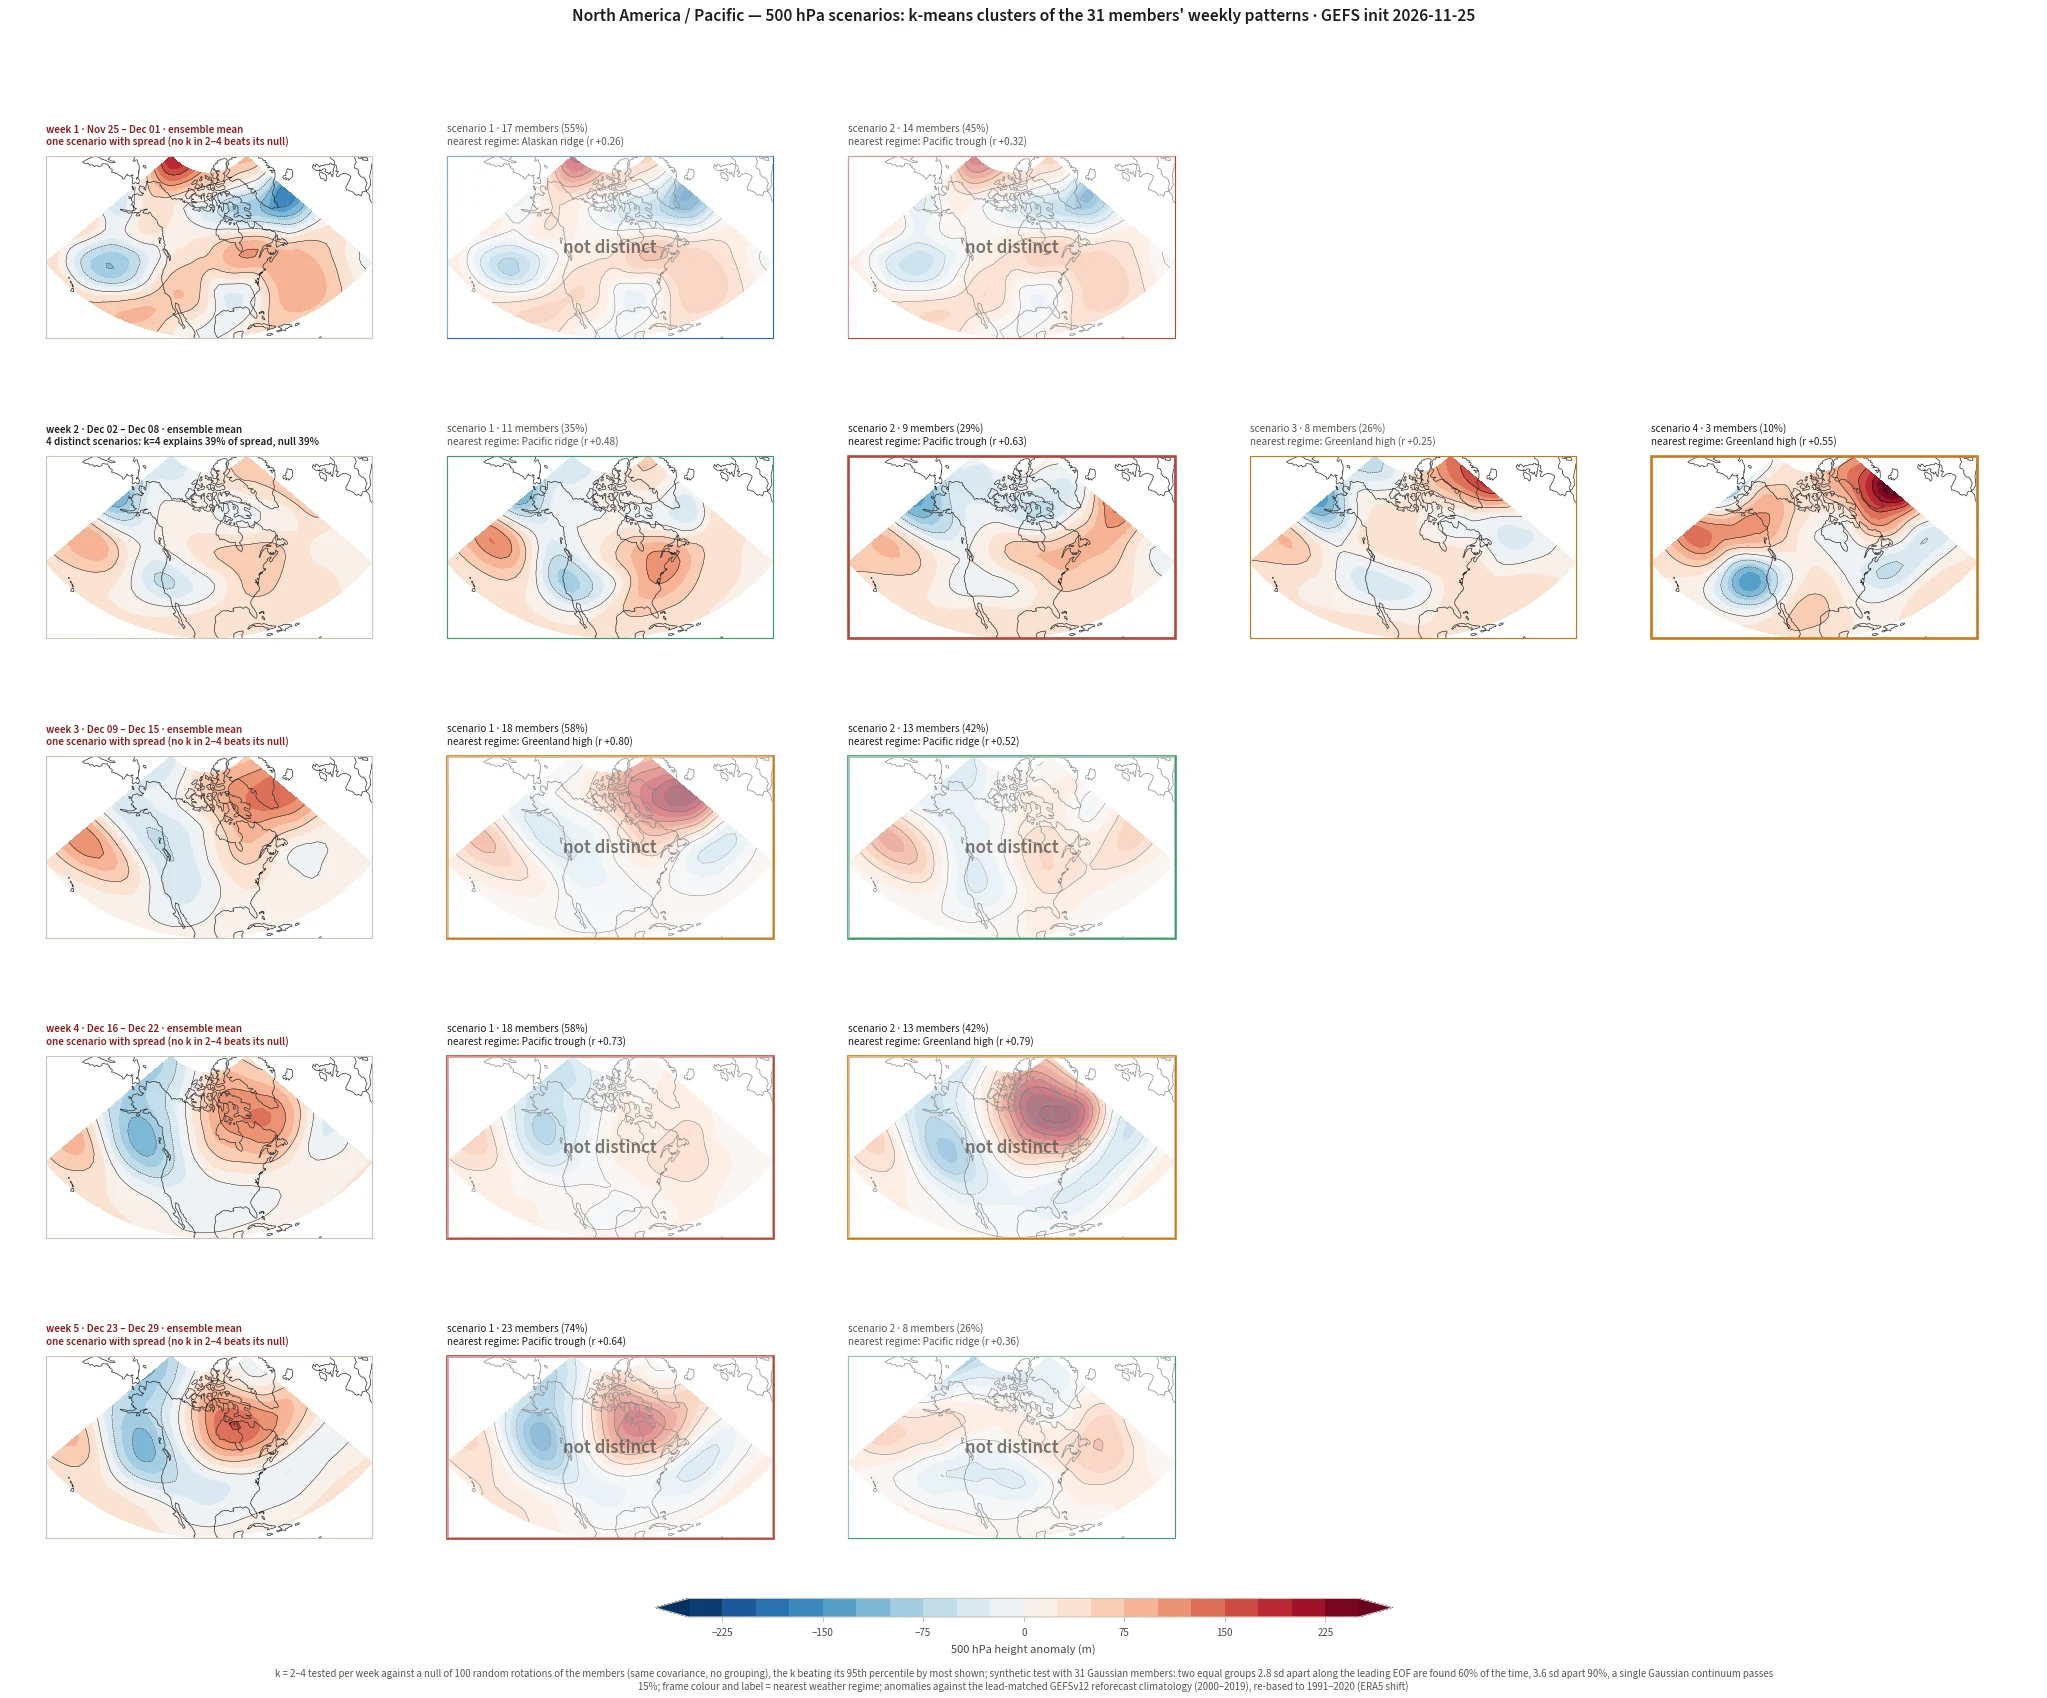 North America / Pacific — 500 hPa scenarios: k-means clusters of the 31 members' weekly patterns · GEFS init 2026-11-25
week 1 · Nov 25 – Dec 01 · ensemble mean
one scenario with spread (no k in 2–4 beats its null)
scenario 1 · 17 members (55%)
nearest regime: Alaskan ridge (r +0.26)
not distinct
scenario 2 · 14 members (45%)
nearest regime: Pacific trough (r +0.32)
not distinct
week 2 · Dec 02 – Dec 08 · ensemble mean
4 distinct scenarios: k=4 explains 39% of spread, null 39%
scenario 1 · 11 members (35%)
nearest regime: Pacific ridge (r +0.48)
scenario 2 · 9 members (29%)
nearest regime: Pacific trough (r +0.63)
scenario 3 · 8 members (26%)
nearest regime: Greenland high (r +0.25)
scenario 4 · 3 members (10%)
nearest regime: Greenland high (r +0.55)
week 3 · Dec 09 – Dec 15 · ensemble mean
one scenario with spread (no k in 2–4 beats its null)
scenario 1 · 18 members (58%)
nearest regime: Greenland high (r +0.80)
not distinct
scenario 2 · 13 members (42%)
nearest regime: Pacific ridge (r +0.52)
not distinct
week 4 · Dec 16 – Dec 22 · ensemble mean
one scenario with spread (no k in 2–4 beats its null)
scenario 1 · 18 members (58%)
nearest regime: Pacific trough (r +0.73)
not distinct
scenario 2 · 13 members (42%)
nearest regime: Greenland high (r +0.79)
not distinct
week 5 · Dec 23 – Dec 29 · ensemble mean
one scenario with spread (no k in 2–4 beats its null)
scenario 1 · 23 members (74%)
nearest regime: Pacific trough (r +0.64)
not distinct
scenario 2 · 8 members (26%)
nearest regime: Pacific ridge (r +0.36)
not distinct
−225 −150 −75 0 75 150 225
500 hPa height anomaly (m)
k = 2–4 tested per week against a null of 100 random rotations of the members (same covariance, no grouping), the k beating its 95th percentile by most shown; synthetic test with 31 Gaussian members: two equal groups 2.8 sd apart along the leading EOF are found 60% of the time, 3.6 sd apart 90%, a single Gaussian continuum passes
15%; frame colour and label = nearest weather regime; anomalies against the lead-matched GEFSv12 reforecast climatology (2000–2019), re-based to 1991–2020 (ERA5 shift)